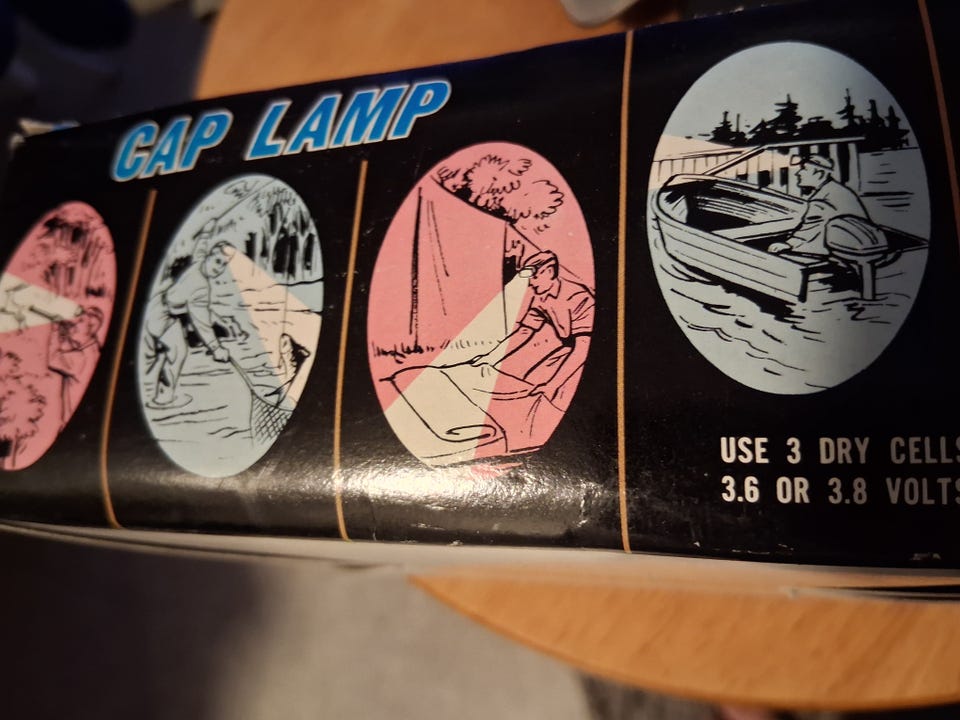 CAP LAMP
USE 3 DRY CELLS
3.6 OR 3.8 VOLTS